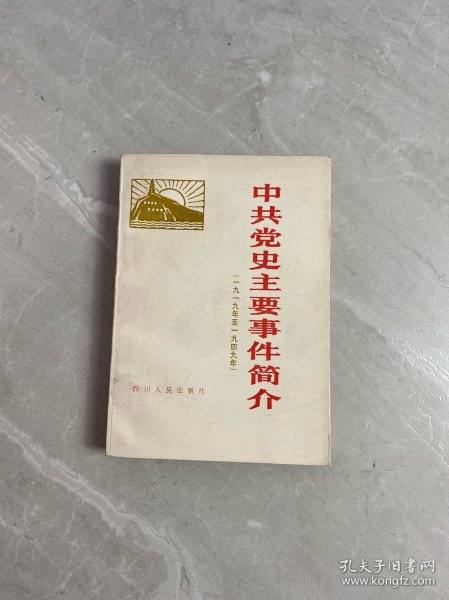 中共党史主要事件简介
(一九一九年至一九四九年)
四川人民出版社
孔夫子旧书网
www.kongfz.com